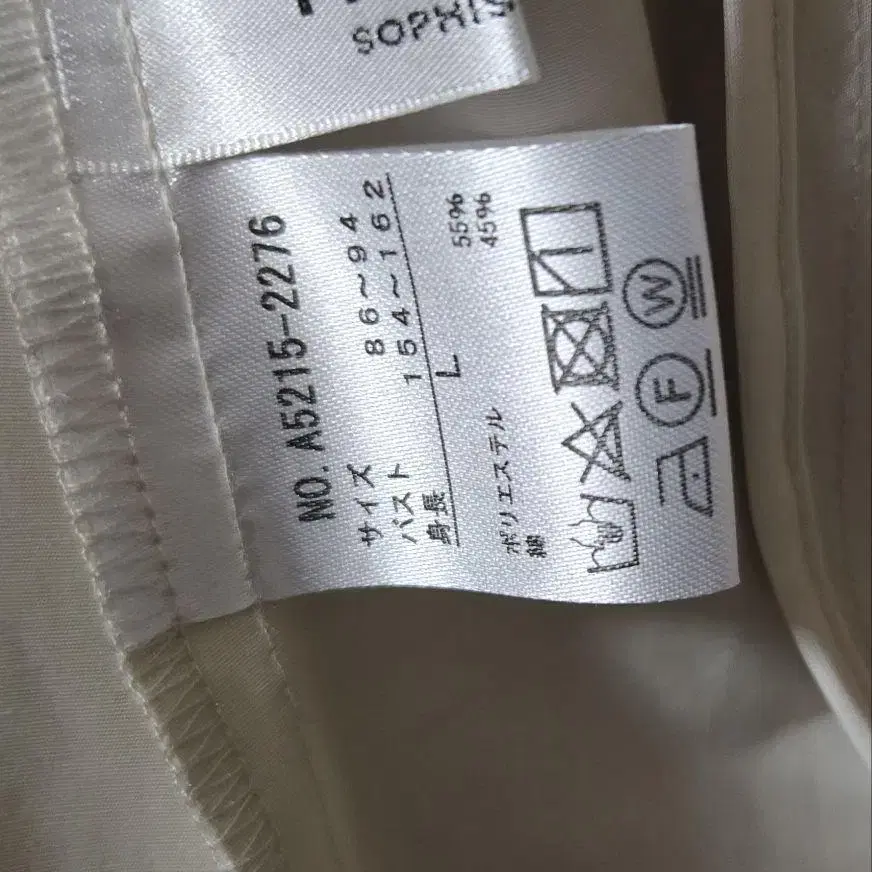 SOPHIS
NO. A5215-2276
サイズ
バスト 86~94
身長 154~162
L
ポリエステル 55%
綿 45%
F W